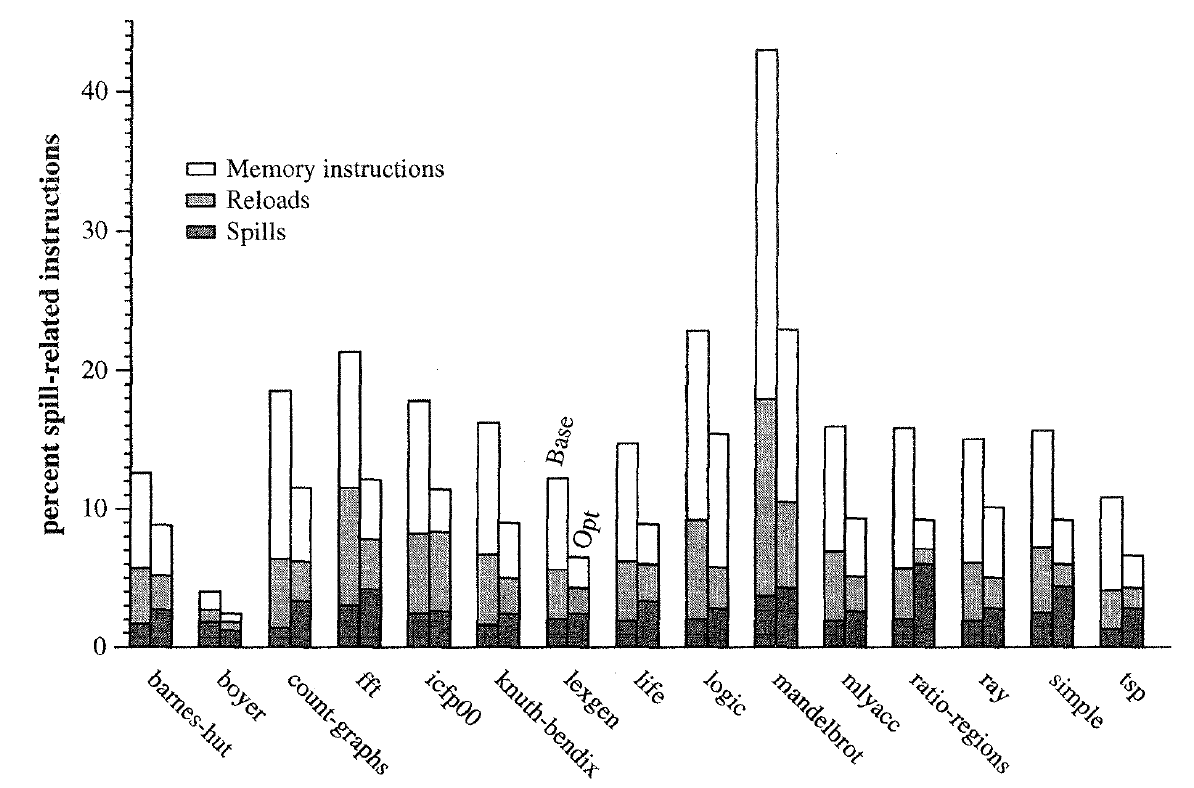 percent spill-related instructions
40
30
20
10
0
Memory instructions
Reloads
Spills
Base
Opt
barnes-hut
boyer
count-graphs
fft
icfp00
knuth-bendix
lexgen
life
logic
mandelbrot
mlyacc
ratio-regions
ray
simple
tsp